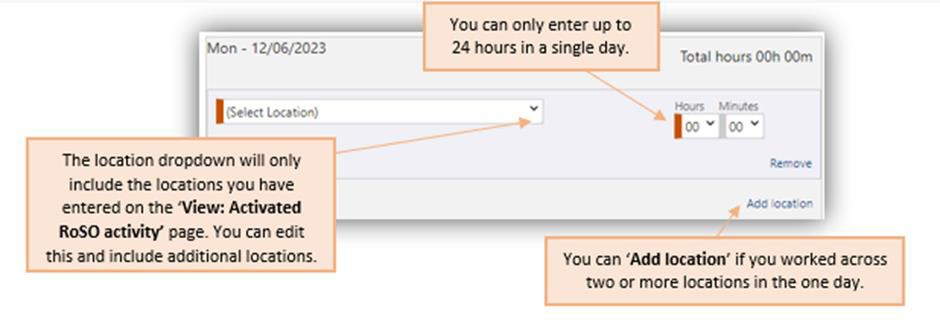 You can only enter up to
24 hours in a single day.
Mon - 12/06/2023
Total hours 00h 00m
(Select Location)
Hours Minutes
00 00
Remove
The location dropdown will only
include the locations you have
entered on the ‘View: Activated
RoSO activity’ page. You can edit
this and include additional locations.
Add location
You can ‘Add location’ if you worked across
two or more locations in the one day.